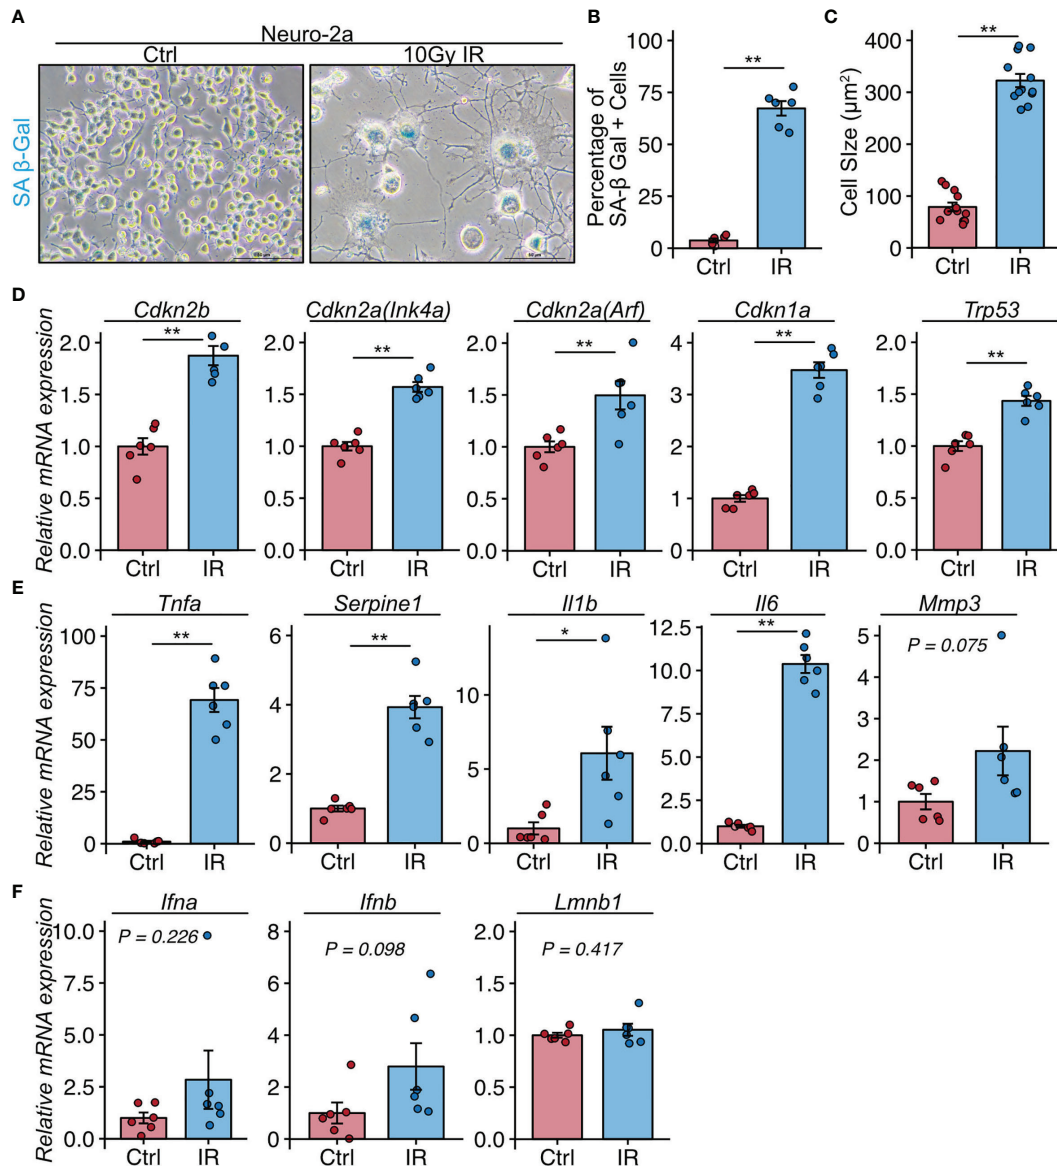 A
Neuro-2a
Ctrl
10Gy IR
SA β-Gal
B
Percentage of
SA-β Gal + Cells
100
75
50
25
0
**
Ctrl
IR
C
Cell Size (μm²)
400
300
200
100
0
**
Ctrl
IR
D
Relative mRNA expression
Cdkn2b
**
2.0
1.5
1.0
0.5
0.0
Ctrl
IR
Cdkn2a(Ink4a)
**
2.0
1.5
1.0
0.5
0.0
Ctrl
IR
Cdkn2a(Arf)
**
2.0
1.5
1.0
0.5
0.0
Ctrl
IR
Cdkn1a
**
4
3
2
1
0
Ctrl
IR
Trp53
**
2.0
1.5
1.0
0.5
0.0
Ctrl
IR
E
Relative mRNA expression
Tnfa
**
100
75
50
25
0
Ctrl
IR
Serpine1
**
6
4
2
0
Ctrl
IR
Il1b
*
10
5
0
Ctrl
IR
Il6
**
12.5
10.0
7.5
5.0
2.5
0.0
Ctrl
IR
Mmp3
P = 0.075
5
4
3
2
1
0
Ctrl
IR
F
Relative mRNA expression
Ifna
P = 0.226
10.0
7.5
5.0
2.5
0.0
Ctrl
IR
Ifnb
P = 0.098
8
6
4
2
0
Ctrl
IR
Lmnb1
P = 0.417
2.0
1.5
1.0
0.5
0.0
Ctrl
IR